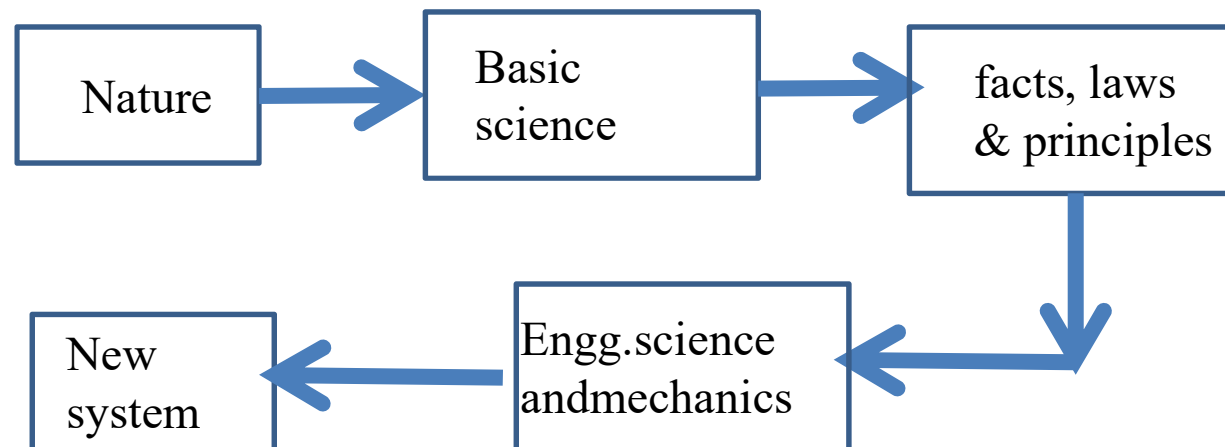 Nature
Basic
science
facts, laws
& principles
Engg.science
andmechanics
New
system